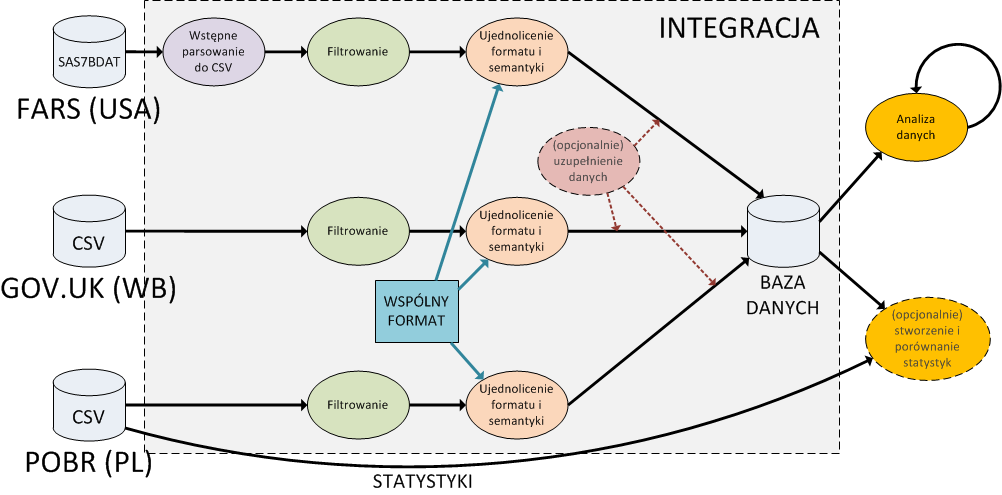 INTEGRACJA
SAS7BDAT
FARS (USA)
Wstępne
parsowanie
do CSV
Filtrowanie
Ujednolicenie
formatu i
semantyki
(opcjonalnie)
uzupełnienie
danych
Analiza
danych
CSV
GOV.UK (WB)
Filtrowanie
Ujednolicenie
formatu i
semantyki
BAZA
DANYCH
WSPÓLNY
FORMAT
(opcjonalnie)
stworzenie i
porównanie
statystyk
CSV
POBR (PL)
Filtrowanie
Ujednolicenie
formatu i
semantyki
STATYSTYKI